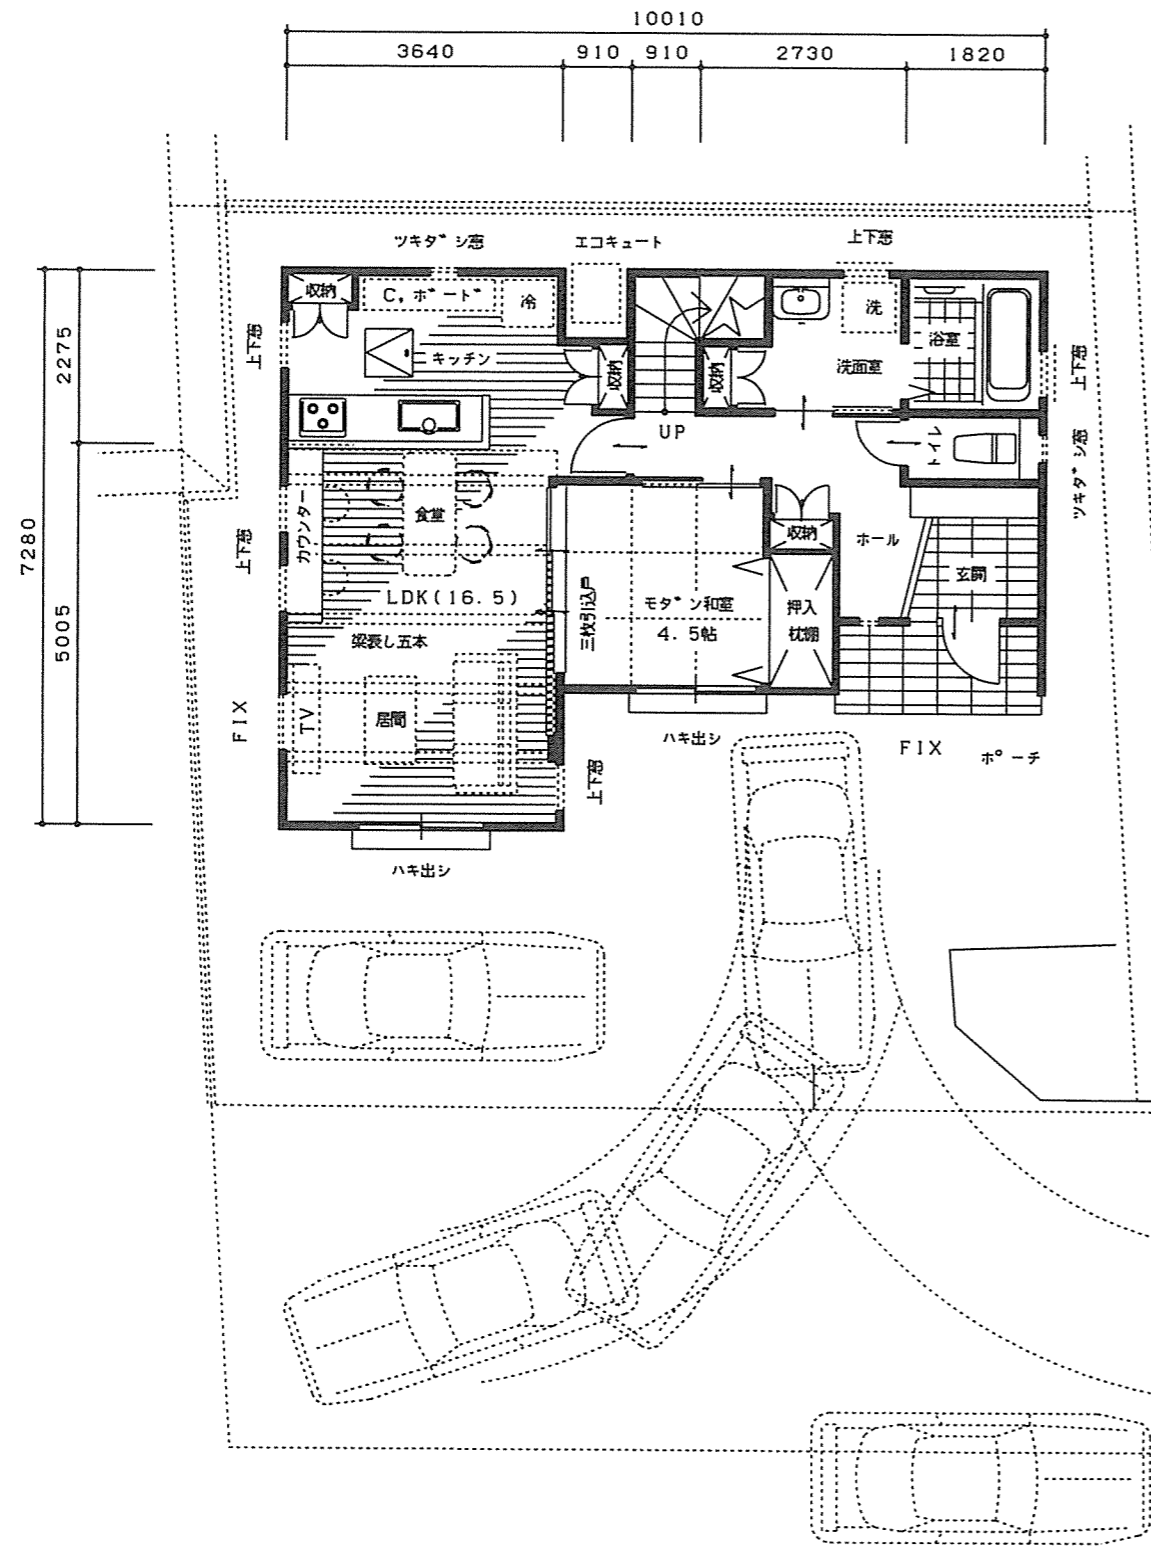 10010
3640
910
910
2730
1820
ツキダシ窓
エコキュート
上下窓
収納
C.ボード
冷
洗
浴室
2275
上下窓
キッチン
収納
収納
洗面室
上下窓
UP
トイレ
ツキダシ窓
7280
カウンター
食堂
収納
ホール
上下窓
玄関
LDK(16.5)
三枚引込戸
モダン和室
4.5帖
押入
枕棚
5005
梁表し五本
FIX
TV
居間
ハキ出シ
FIX
ポーチ
上下窓
ハキ出シ